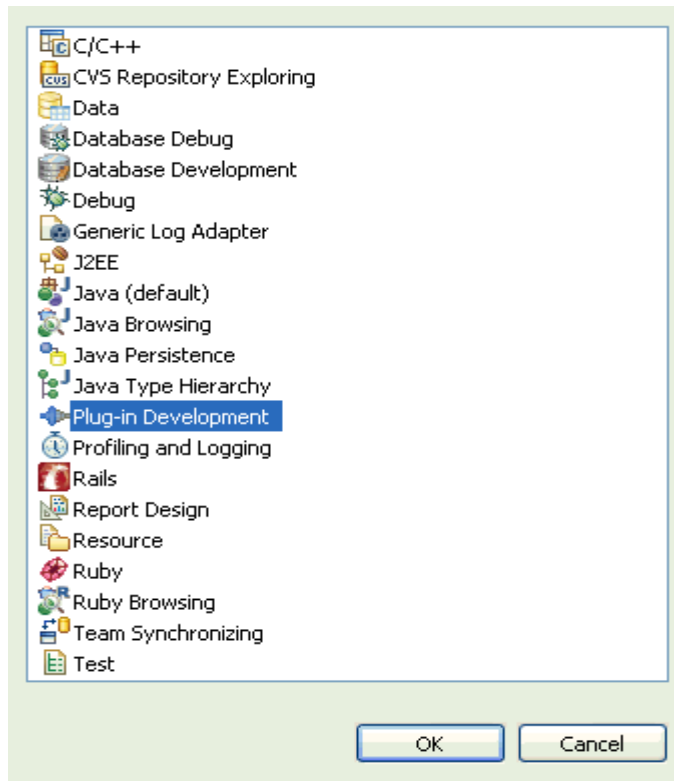 C/C++
CVS Repository Exploring
Data
Database Debug
Database Development
Debug
Generic Log Adapter
J2EE
Java (default)
Java Browsing
Java Persistence
Java Type Hierarchy
Plug-in Development
Profiling and Logging
Rails
Report Design
Resource
Ruby
Ruby Browsing
Team Synchronizing
Test
OK Cancel